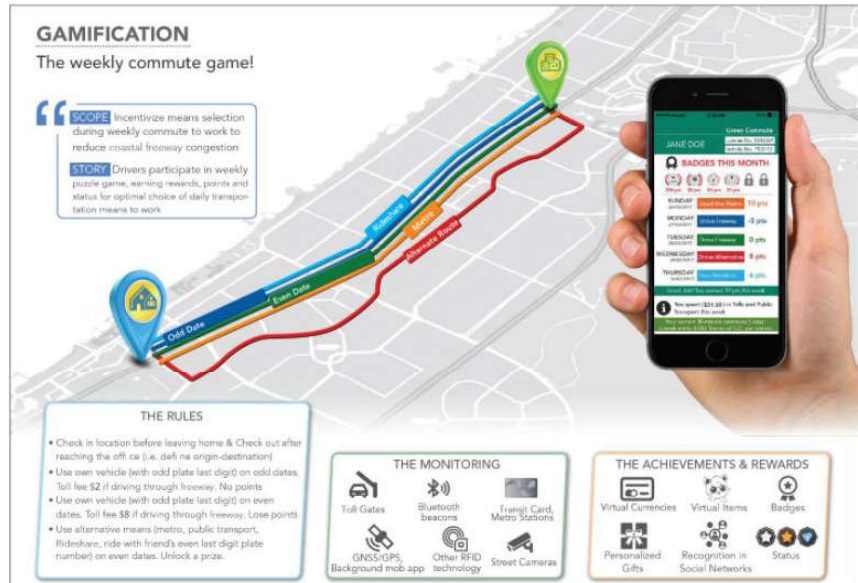 GAMIFICATION
The weekly commute game!
SCOPE Incentivize means selection
during weekly commute to work to
reduce coastal freeway congestion
STORY Drivers participate in weekly
puzzle game, earning rewards, points and
status for optimal choice of daily transpor-
tation means to work
Rideshare
Metro
Alternate Route
Even Date
Odd Date
Green Commute
JANE DOE
BADGES THIS MONTH
SUNDAY
Used the Metro
10 pts
MONDAY
Drive Freeway
-5 pts
TUESDAY
Drive Freeway
0 pts
WEDNESDAY
Drive Alternative
THURSDAY
THE RULES
• Check in location before leaving home & Check out after
reaching the offi ce (i.e. defi ne origin-destination)
• Use own vehicle (with odd plate last digit) on odd dates.
Toll fee $2 if driving through freeway. No points
• Use own vehicle (with odd plate last digit) on even
dates. Toll fee $8 if driving through freeway. Lose points
• Use alternative means (metro, public transport,
Rideshare, ride with friend's even last digit plate
number) on even dates. Unlock a prize.
THE MONITORING
Toll Gates
Bluetooth
beacons
Transit Card,
Metro Stations
GNSS/GPS,
Background mob app
Other RFID
technology
Street Cameras
THE ACHIEVEMENTS & REWARDS
Virtual Currencies
Virtual Items
Badges
Personalized
Gifts
Recognition in
Social Networks
Status